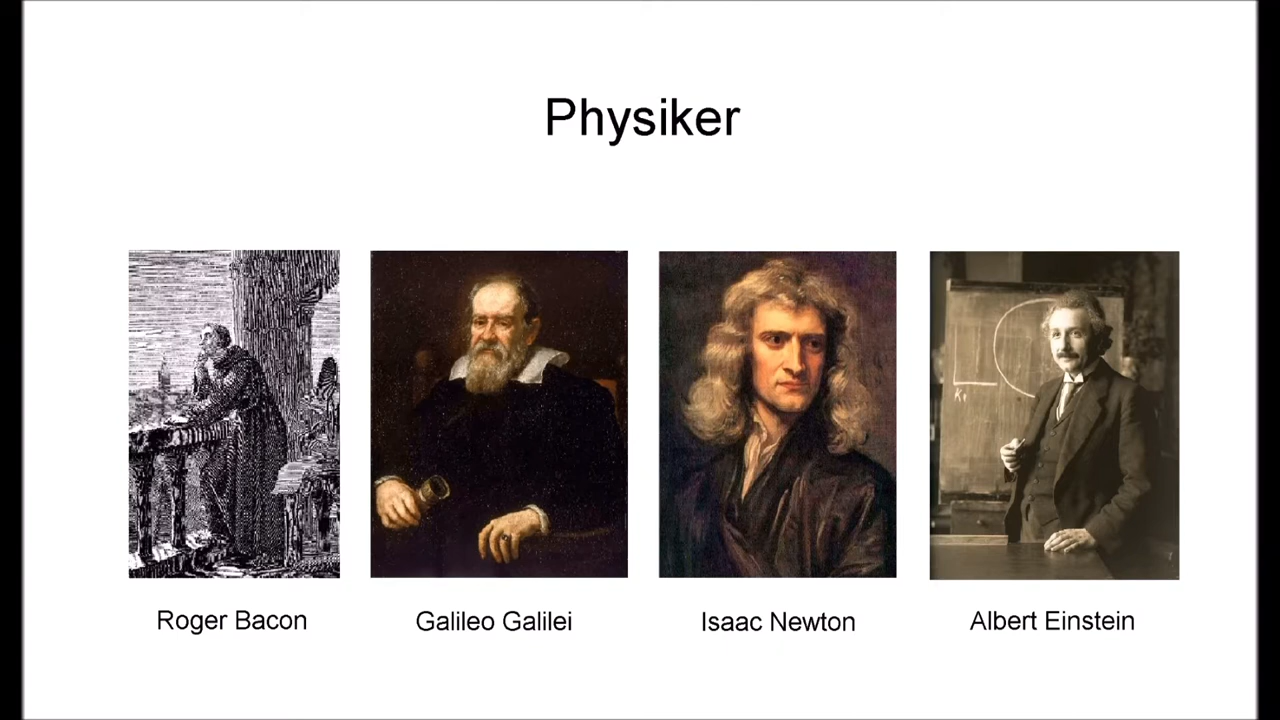 Physiker
Roger Bacon
Galileo Galilei
Isaac Newton
Albert Einstein